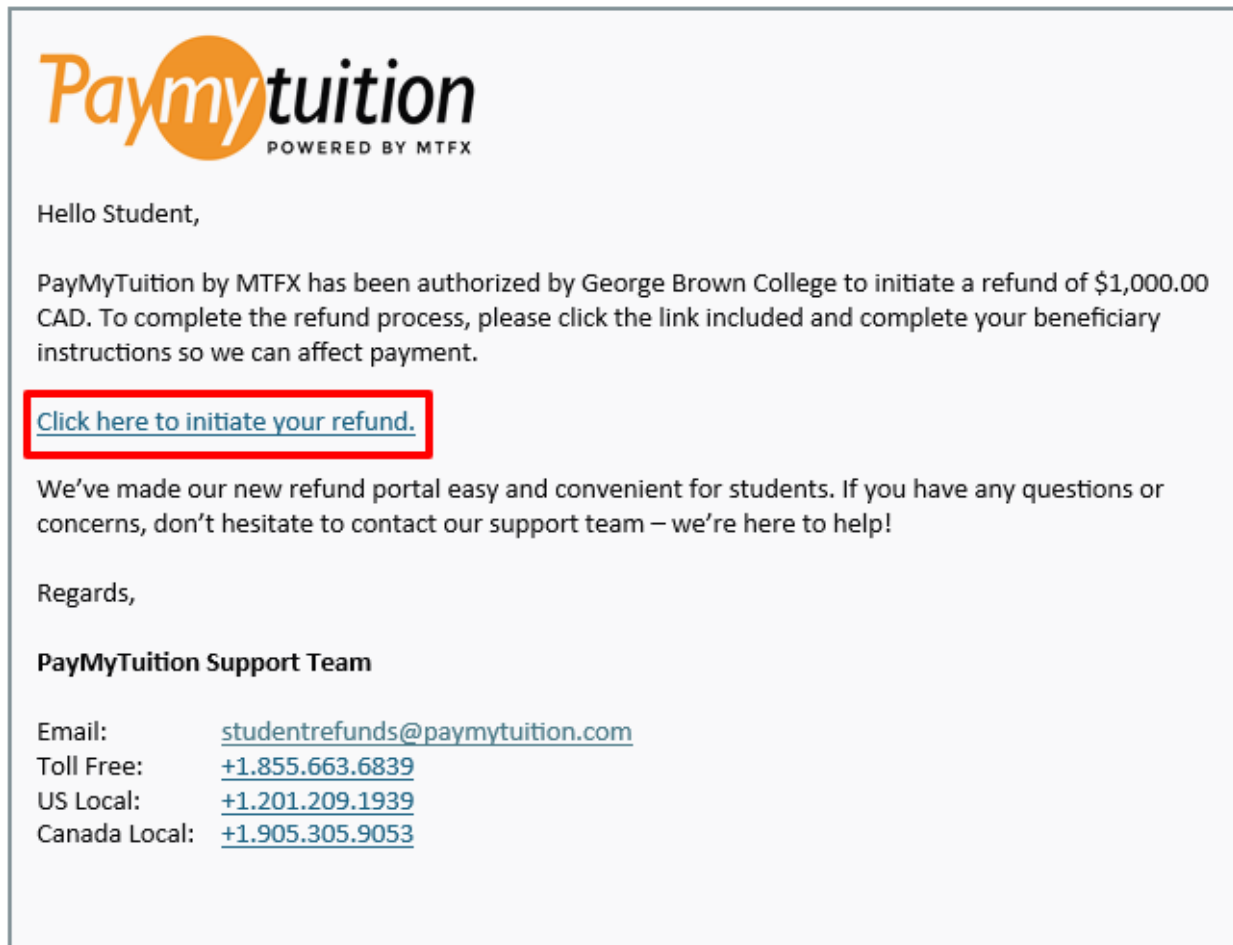 Paymytuition
POWERED BY MTFX
Hello Student,
PayMyTuition by MTFX has been authorized by George Brown College to initiate a refund of $1,000.00
CAD. To complete the refund process, please click the link included and complete your beneficiary
instructions so we can affect payment.
Click here to initiate your refund.
We’ve made our new refund portal easy and convenient for students. If you have any questions or
concerns, don’t hesitate to contact our support team – we’re here to help!
Regards,
PayMyTuition Support Team
Email: studentrefunds@paymytuition.com
Toll Free: +1.855.663.6839
US Local: +1.201.209.1939
Canada Local: +1.905.305.9053